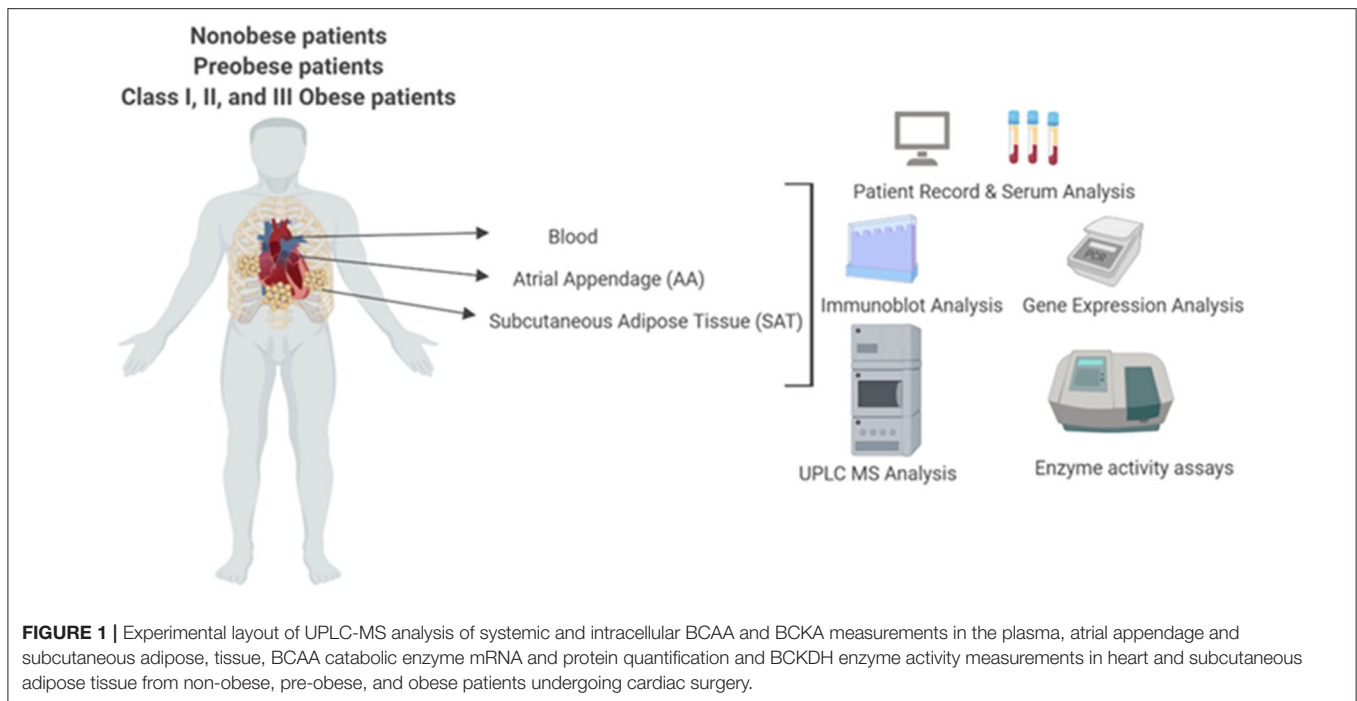 Nonobese patients
Preobese patients
Class I, II, and III Obese patients
Blood
Atrial Appendage (AA)
Subcutaneous Adipose Tissue (SAT)
Patient Record & Serum Analysis
PCR
Immunoblot Analysis
Gene Expression Analysis
UPLC MS Analysis
Enzyme activity assays
FIGURE 1 | Experimental layout of UPLC-MS analysis of systemic and intracellular BCAA and BCKA measurements in the plasma, atrial appendage and
subcutaneous adipose, tissue, BCAA catabolic enzyme mRNA and protein quantification and BCKDH enzyme activity measurements in heart and subcutaneous
adipose tissue from non-obese, pre-obese, and obese patients undergoing cardiac surgery.